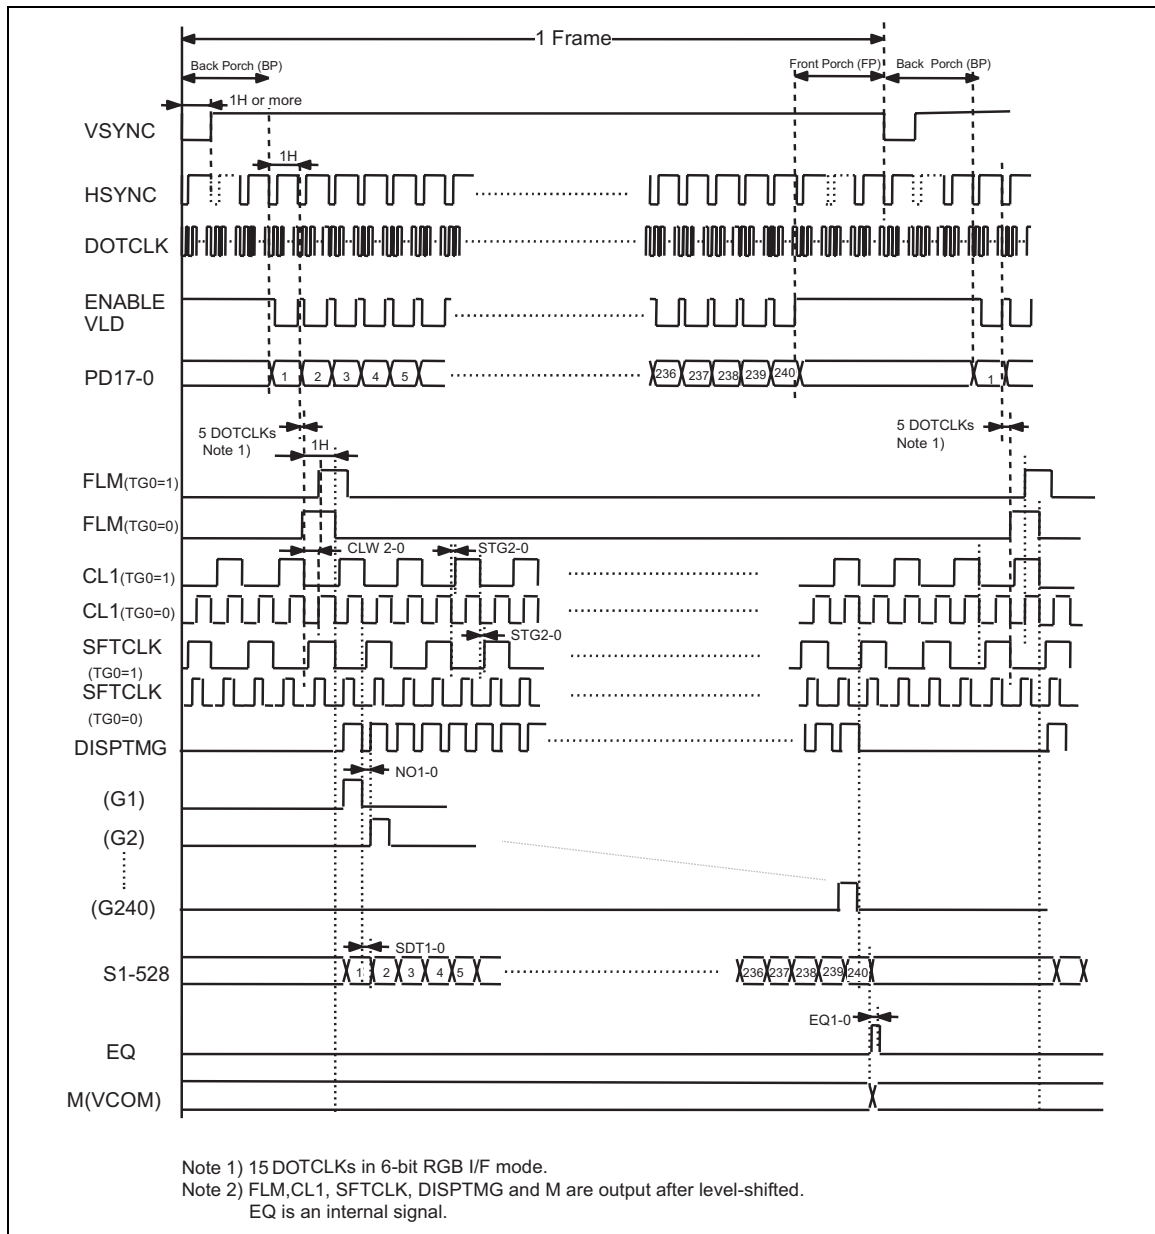 1 Frame
Back Porch (BP)
Front Porch (FP)
Back Porch (BP)
1H or more
VSYNC
1H
HSYNC
DOTCLK
ENABLE
VLD
PD17-0
1 2 3 4 5
236 237 238 239 240
1
5 DOTCLKs
Note 1)
1H
5 DOTCLKs
Note 1)
FLM(TG0=1)
FLM(TG0=0)
CLW 2-0
STG2-0
CL1(TG0=1)
CL1(TG0=0)
STG2-0
SFTCLK
(TG0=1)
SFTCLK
(TG0=0)
DISPTMG
NO1-0
(G1)
(G2)
(G240)
SDT1-0
S1-528
1 2 3 4 5
236 237 238 239 240
EQ1-0
EQ
M(VCOM)
Note 1) 15 DOTCLKs in 6-bit RGB I/F mode.
Note 2) FLM,CL1, SFTCLK, DISPTMG and M are output after level-shifted.
EQ is an internal signal.